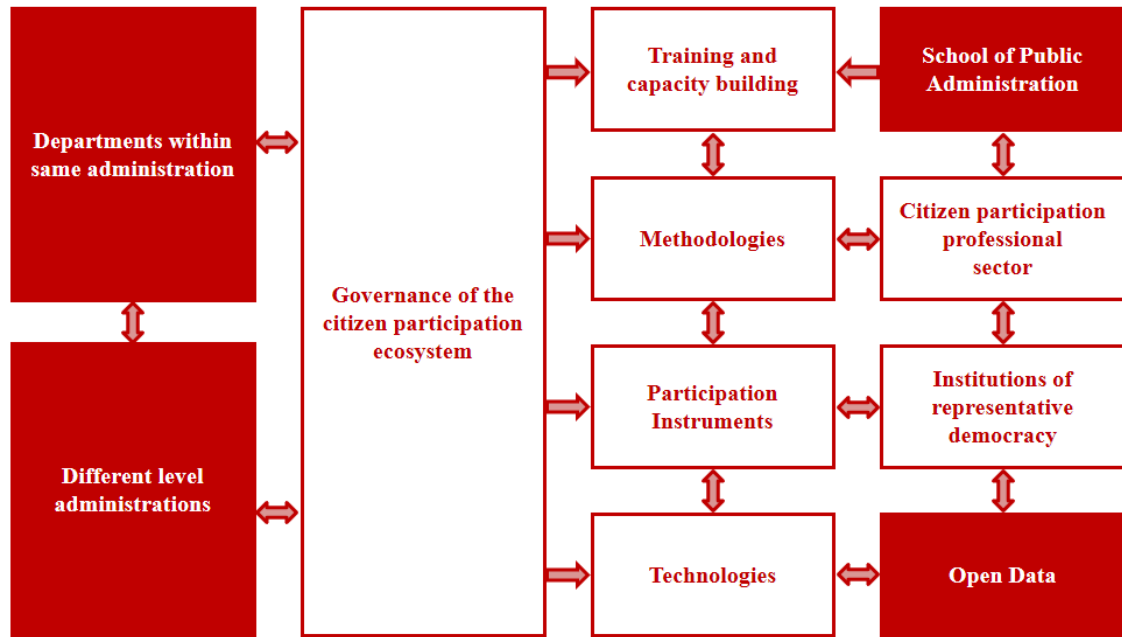 Departments within
same administration
Different level
administrations
Governance of the
citizen participation
ecosystem
Training and
capacity building
Methodologies
Participation
Instruments
Technologies
School of Public
Administration
Citizen participation
professional
sector
Institutions of
representative
democracy
Open Data